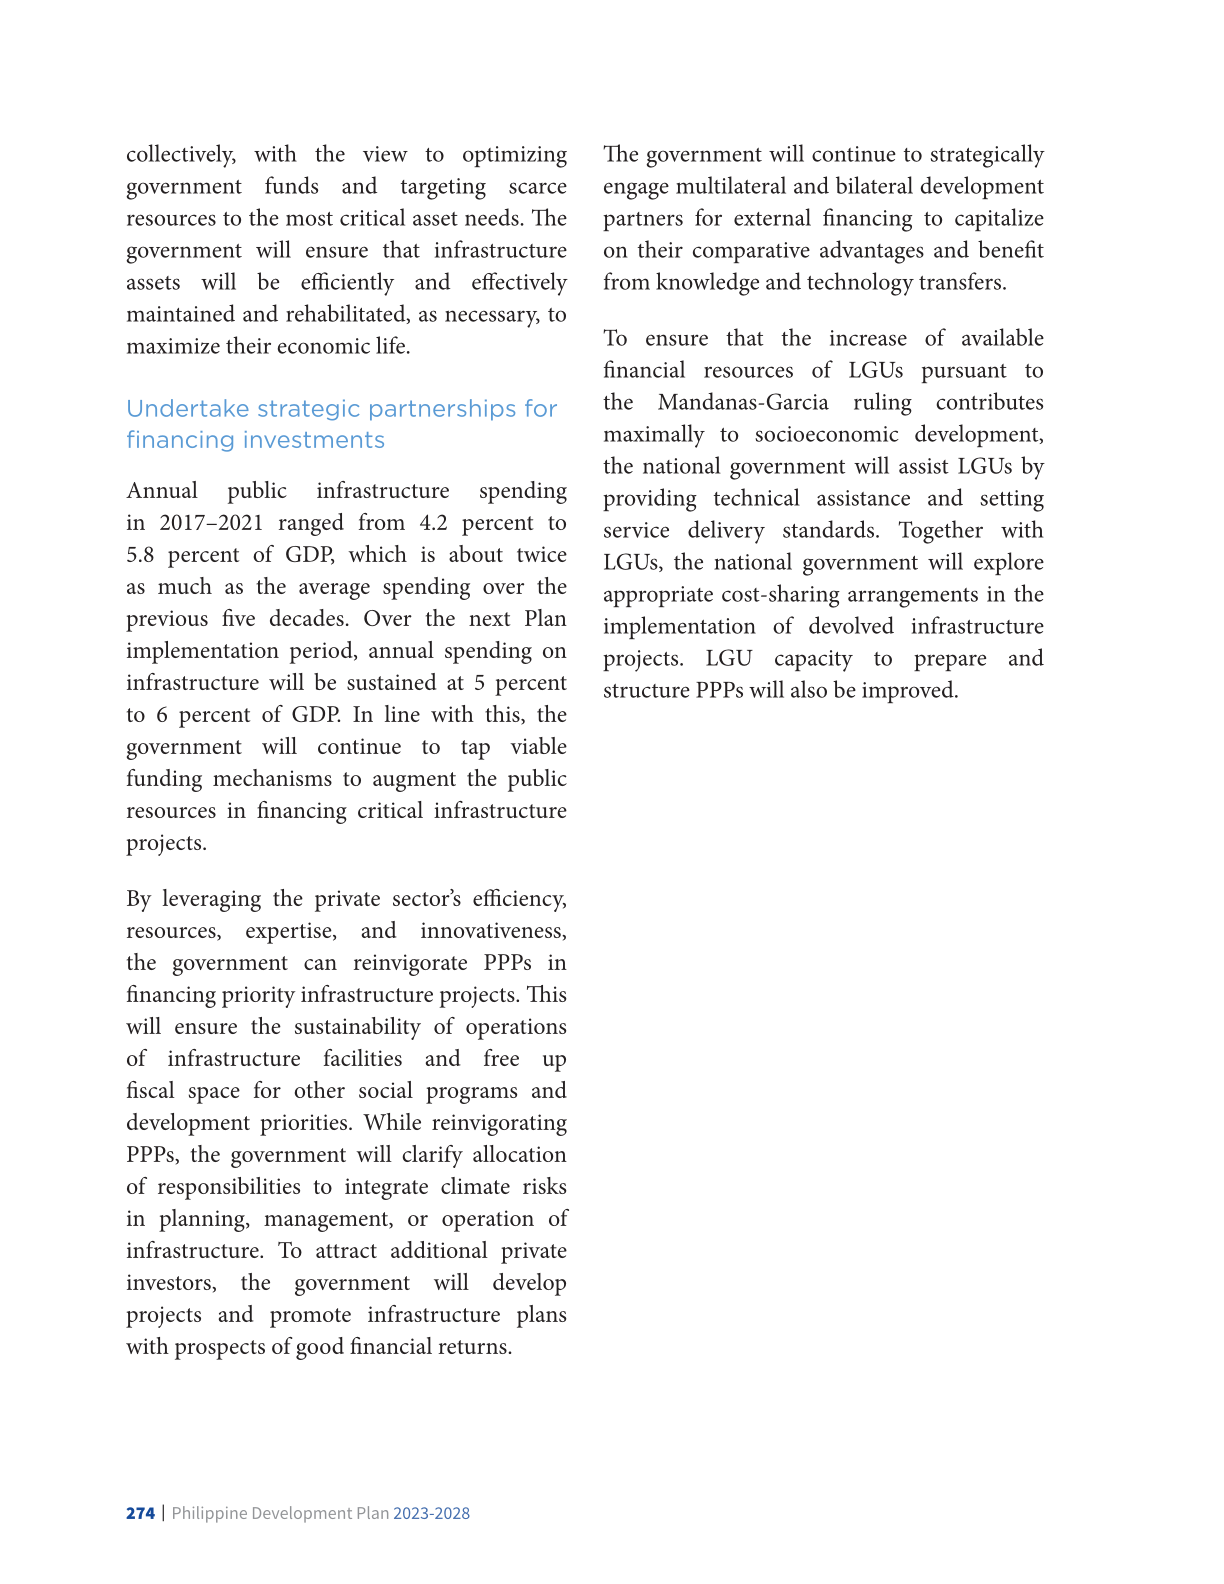 collectively, with the view to optimizing
government funds and targeting scarce
resources to the most critical asset needs. The
government will ensure that infrastructure
assets will be efficiently and effectively
maintained and rehabilitated, as necessary, to
maximize their economic life.
Undertake strategic partnerships for
financing investments
Annual public infrastructure spending
in 2017–2021 ranged from 4.2 percent to
5.8 percent of GDP, which is about twice
as much as the average spending over the
previous five decades. Over the next Plan
implementation period, annual spending on
infrastructure will be sustained at 5 percent
to 6 percent of GDP. In line with this, the
government will continue to tap viable
funding mechanisms to augment the public
resources in financing critical infrastructure
projects.
By leveraging the private sector’s efficiency,
resources, expertise, and innovativeness,
the government can reinvigorate PPPs in
financing priority infrastructure projects. This
will ensure the sustainability of operations
of infrastructure facilities and free up
fiscal space for other social programs and
development priorities. While reinvigorating
PPPs, the government will clarify allocation
of responsibilities to integrate climate risks
in planning, management, or operation of
infrastructure. To attract additional private
investors, the government will develop
projects and promote infrastructure plans
with prospects of good financial returns.
The government will continue to strategically
engage multilateral and bilateral development
partners for external financing to capitalize
on their comparative advantages and benefit
from knowledge and technology transfers.
To ensure that the increase of available
financial resources of LGUs pursuant to
the Mandanas-Garcia ruling contributes
maximally to socioeconomic development,
the national government will assist LGUs by
providing technical assistance and setting
service delivery standards. Together with
LGUs, the national government will explore
appropriate cost-sharing arrangements in the
implementation of devolved infrastructure
projects. LGU capacity to prepare and
structure PPPs will also be improved.
274 | Philippine Development Plan 2023-2028